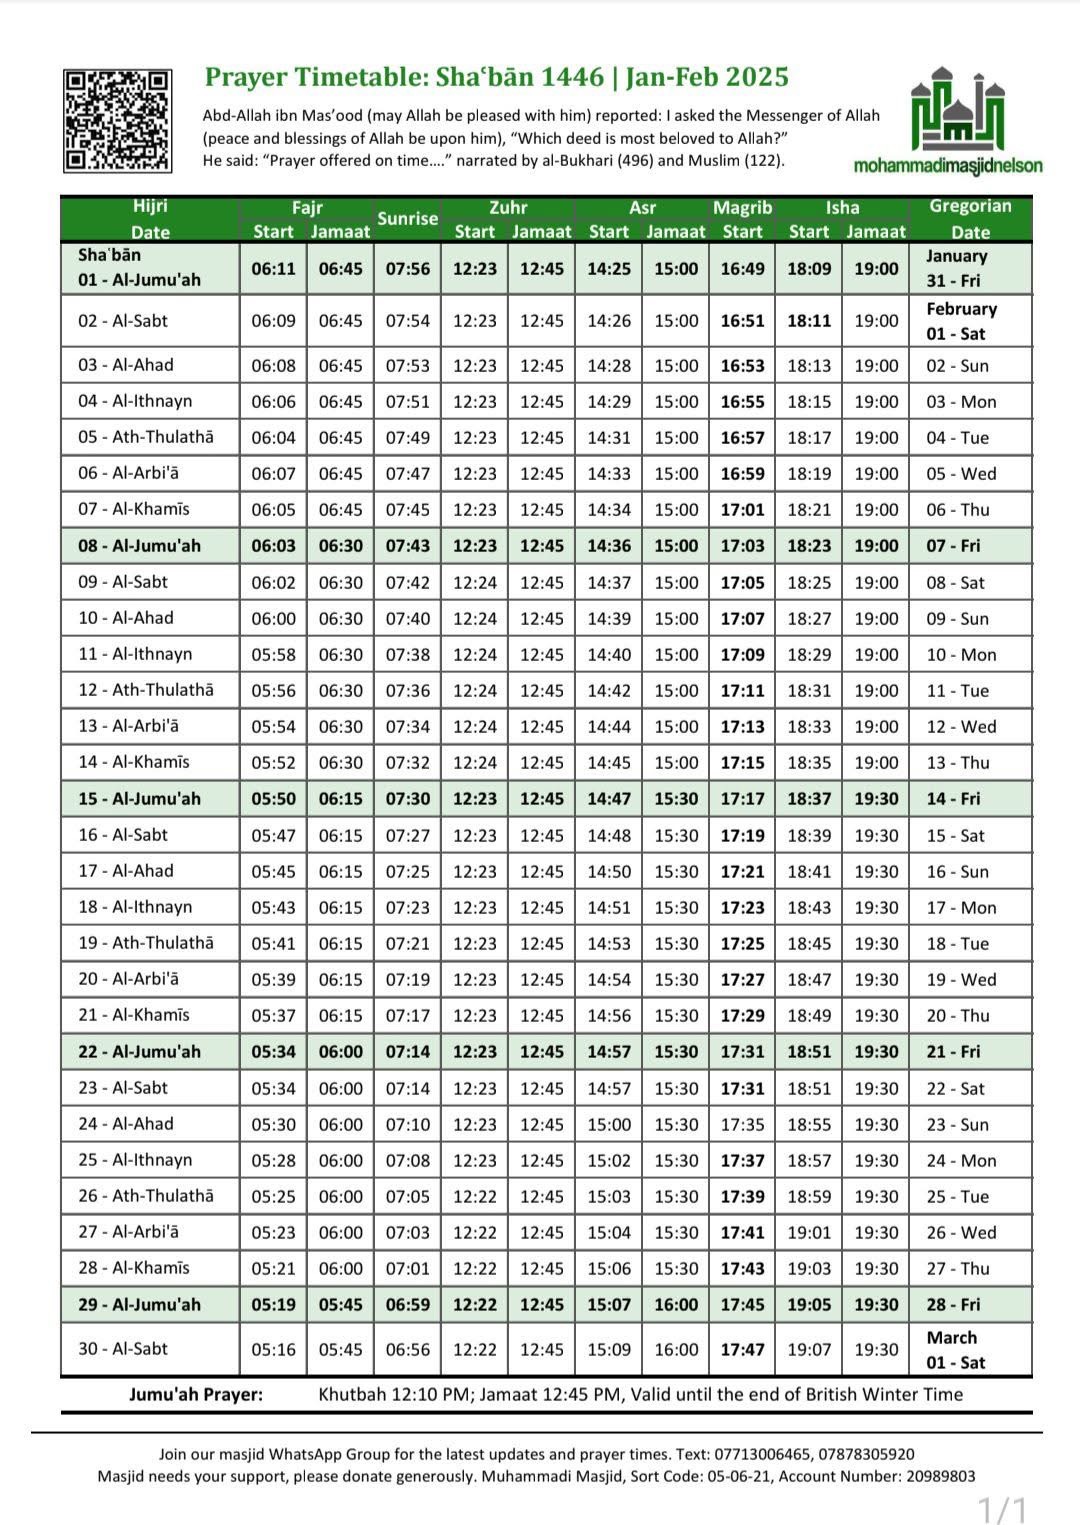 Prayer Timetable: Shaʿbān 1446 | Jan-Feb 2025
Abd-Allah ibn Mas’ood (may Allah be pleased with him) reported: I asked the Messenger of Allah
(peace and blessings of Allah be upon him), “Which deed is most beloved to Allah?”
He said: “Prayer offered on time....” narrated by al-Bukhari (496) and Muslim (122).
mohammadimasjidnelson
Hijri Date Fajr Sunrise Zuhr Asr Magrib Isha Gregorian Date
Start Jamaat Start Jamaat Start Jamaat Start Start Jamaat
Shaʿbān January
01 - Al-Jumu'ah 06:11 06:45 07:56 12:23 12:45 14:25 15:00 16:49 18:09 19:00 31 - Fri
February
02 - Al-Sabt 06:09 06:45 07:54 12:23 12:45 14:26 15:00 16:51 18:11 19:00 01 - Sat
03 - Al-Ahad 06:08 06:45 07:53 12:23 12:45 14:28 15:00 16:53 18:13 19:00 02 - Sun
04 - Al-Ithnayn 06:06 06:45 07:51 12:23 12:45 14:29 15:00 16:55 18:15 19:00 03 - Mon
05 - Ath-Thulathā 06:04 06:45 07:49 12:23 12:45 14:31 15:00 16:57 18:17 19:00 04 - Tue
06 - Al-Arbi'ā 06:07 06:45 07:47 12:23 12:45 14:33 15:00 16:59 18:19 19:00 05 - Wed
07 - Al-Khamīs 06:05 06:45 07:45 12:23 12:45 14:34 15:00 17:01 18:21 19:00 06 - Thu
08 - Al-Jumu'ah 06:03 06:30 07:43 12:23 12:45 14:36 15:00 17:03 18:23 19:00 07 - Fri
09 - Al-Sabt 06:02 06:30 07:42 12:24 12:45 14:37 15:00 17:05 18:25 19:00 08 - Sat
10 - Al-Ahad 06:00 06:30 07:40 12:24 12:45 14:39 15:00 17:07 18:27 19:00 09 - Sun
11 - Al-Ithnayn 05:58 06:30 07:38 12:24 12:45 14:40 15:00 17:09 18:29 19:00 10 - Mon
12 - Ath-Thulathā 05:56 06:30 07:36 12:24 12:45 14:42 15:00 17:11 18:31 19:00 11 - Tue
13 - Al-Arbi'ā 05:54 06:30 07:34 12:24 12:45 14:44 15:00 17:13 18:33 19:00 12 - Wed
14 - Al-Khamīs 05:52 06:30 07:32 12:24 12:45 14:45 15:00 17:15 18:35 19:00 13 - Thu
15 - Al-Jumu'ah 05:50 06:15 07:30 12:23 12:45 14:47 15:30 17:17 18:37 19:30 14 - Fri
16 - Al-Sabt 05:47 06:15 07:27 12:23 12:45 14:48 15:30 17:19 18:39 19:30 15 - Sat
17 - Al-Ahad 05:45 06:15 07:25 12:23 12:45 14:50 15:30 17:21 18:41 19:30 16 - Sun
18 - Al-Ithnayn 05:43 06:15 07:23 12:23 12:45 14:51 15:30 17:23 18:43 19:30 17 - Mon
19 - Ath-Thulathā 05:41 06:15 07:21 12:23 12:45 14:53 15:30 17:25 18:45 19:30 18 - Tue
20 - Al-Arbi'ā 05:39 06:15 07:19 12:23 12:45 14:54 15:30 17:27 18:47 19:30 19 - Wed
21 - Al-Khamīs 05:37 06:15 07:17 12:23 12:45 14:56 15:30 17:29 18:49 19:30 20 - Thu
22 - Al-Jumu'ah 05:34 06:00 07:14 12:23 12:45 14:57 15:30 17:31 18:51 19:30 21 - Fri
23 - Al-Sabt 05:34 06:00 07:14 12:23 12:45 14:57 15:30 17:31 18:51 19:30 22 - Sat
24 - Al-Ahad 05:30 06:00 07:10 12:23 12:45 15:00 15:30 17:35 18:55 19:30 23 - Sun
25 - Al-Ithnayn 05:28 06:00 07:08 12:23 12:45 15:02 15:30 17:37 18:57 19:30 24 - Mon
26 - Ath-Thulathā 05:25 06:00 07:05 12:22 12:45 15:03 15:30 17:39 18:59 19:30 25 - Tue
27 - Al-Arbi'ā 05:23 06:00 07:03 12:22 12:45 15:04 15:30 17:41 19:01 19:30 26 - Wed
28 - Al-Khamīs 05:21 06:00 07:01 12:22 12:45 15:06 15:30 17:43 19:03 19:30 27 - Thu
29 - Al-Jumu'ah 05:19 05:45 06:59 12:22 12:45 15:07 16:00 17:45 19:05 19:30 28 - Fri
March
30 - Al-Sabt 05:16 05:45 06:56 12:22 12:45 15:09 16:00 17:47 19:07 19:30 01 - Sat
Jumu'ah Prayer: Khutbah 12:10 PM; Jamaat 12:45 PM, Valid until the end of British Winter Time
Join our masjid WhatsApp Group for the latest updates and prayer times. Text: 07713006465, 07878305920
Masjid needs your support, please donate generously. Muhammadi Masjid, Sort Code: 05-06-21, Account Number: 20989803
1/1